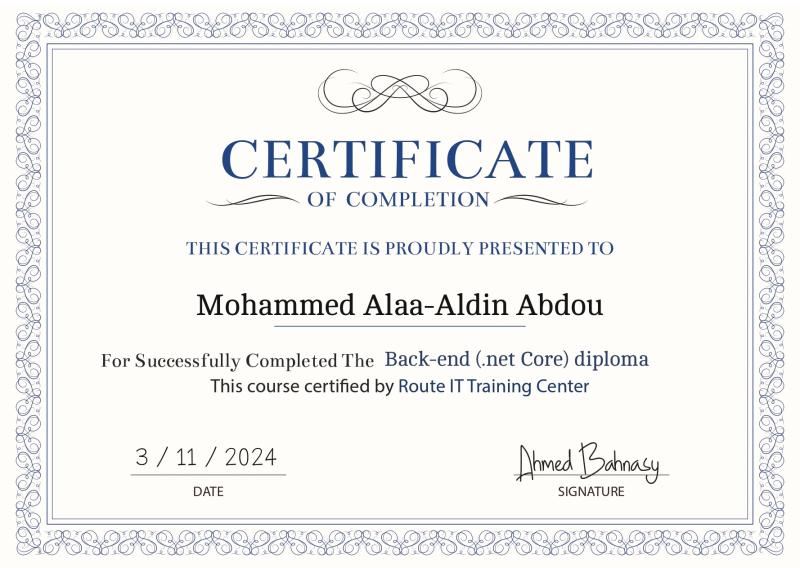 CERTIFICATE
OF COMPLETION
THIS CERTIFICATE IS PROUDLY PRESENTED TO
Mohammed Alaa-Aldin Abdou
For Successfully Completed The Back-end (.net Core) diploma
This course certified by Route IT Training Center
3 / 11 / 2024
Ahmed Bahnasy
DATE
SIGNATURE